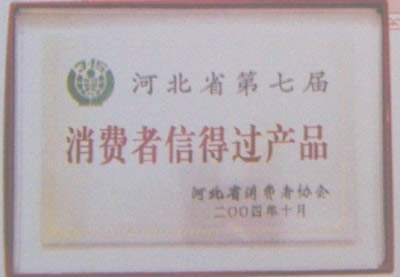 河北省第七届
消费者信得过产品
河北省消费者协会
二〇〇四年十月